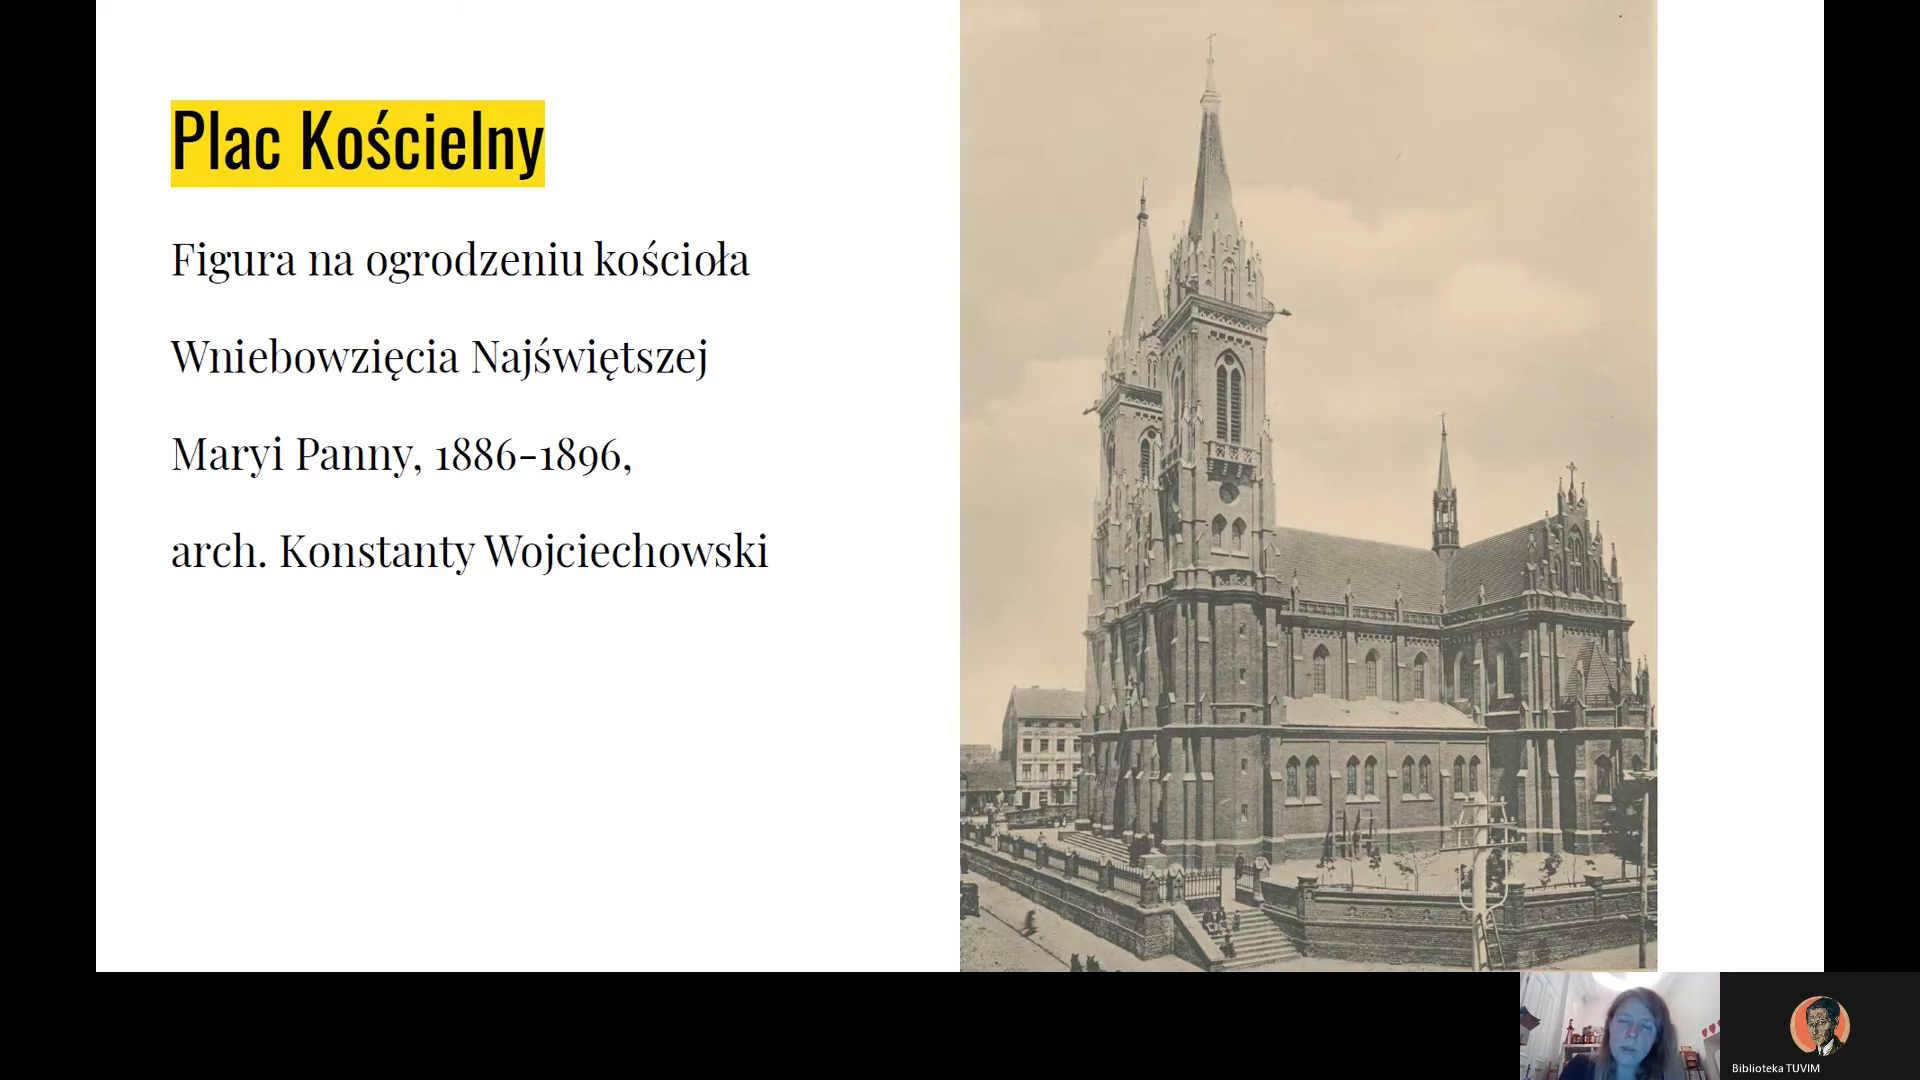 Plac Kościelny
Figura na ogrodzeniu kościoła
Wniebowzięcia Najświętszej
Maryi Panny, 1886-1896,
arch. Konstanty Wojciechowski
Biblioteka TUVIM